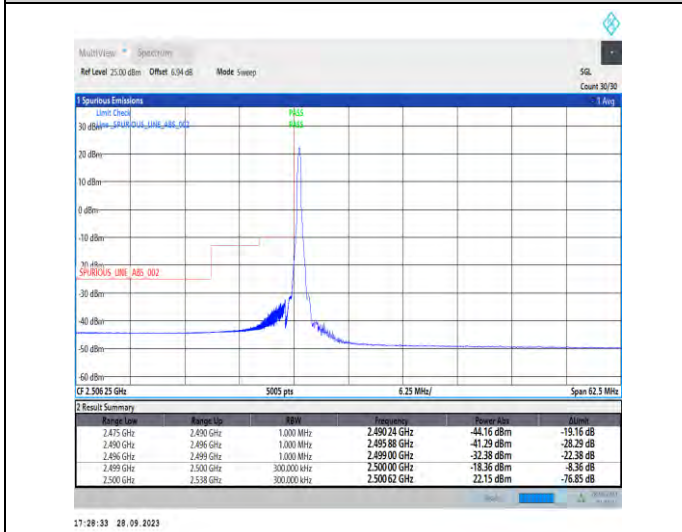 MultiView Spectrum
Ref Level 25.00 dBm Offset 6.94 dB Mode Sweep SGL
Count 30/30
1 Spurious Emissions 1 Avg
Limit Check PASS
30 dBm Line _SPURIOUS_LINE_ABS_002 PASS
20 dBm
10 dBm
0 dBm
-10 dBm
-20 dBm
SPURIOUS_LINE_ABS_002
-30 dBm
-40 dBm
-50 dBm
-60 dBm
CF 2.506 25 GHz 5005 pts 6.25 MHz/ Span 62.5 MHz
2 Result Summary
Range Low Range Up RBW Frequency Power Abs ΔLimit
2.475 GHz 2.490 GHz 1.000 MHz 2.490 24 GHz -44.16 dBm -19.16 dB
2.490 GHz 2.496 GHz 1.000 MHz 2.495 88 GHz -41.29 dBm -28.29 dB
2.496 GHz 2.499 GHz 1.000 MHz 2.499 00 GHz -32.38 dBm -22.38 dB
2.499 GHz 2.500 GHz 300.000 kHz 2.500 00 GHz -18.36 dBm -8.36 dB
2.500 GHz 2.538 GHz 300.000 kHz 2.500 62 GHz 22.15 dBm -76.85 dB
17:28:33 28.09.2023